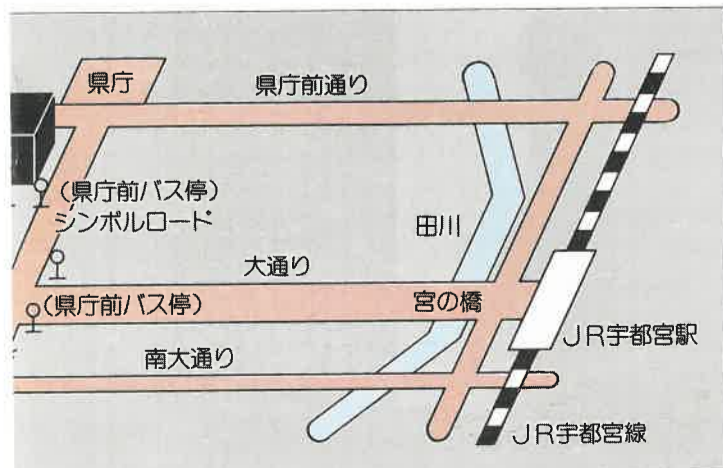 県庁
県庁前通り
(県庁前バス停)
シンボルロード
田川
大通り
(県庁前バス停)
宮の橋
JR宇都宮駅
南大通り
JR宇都宮線